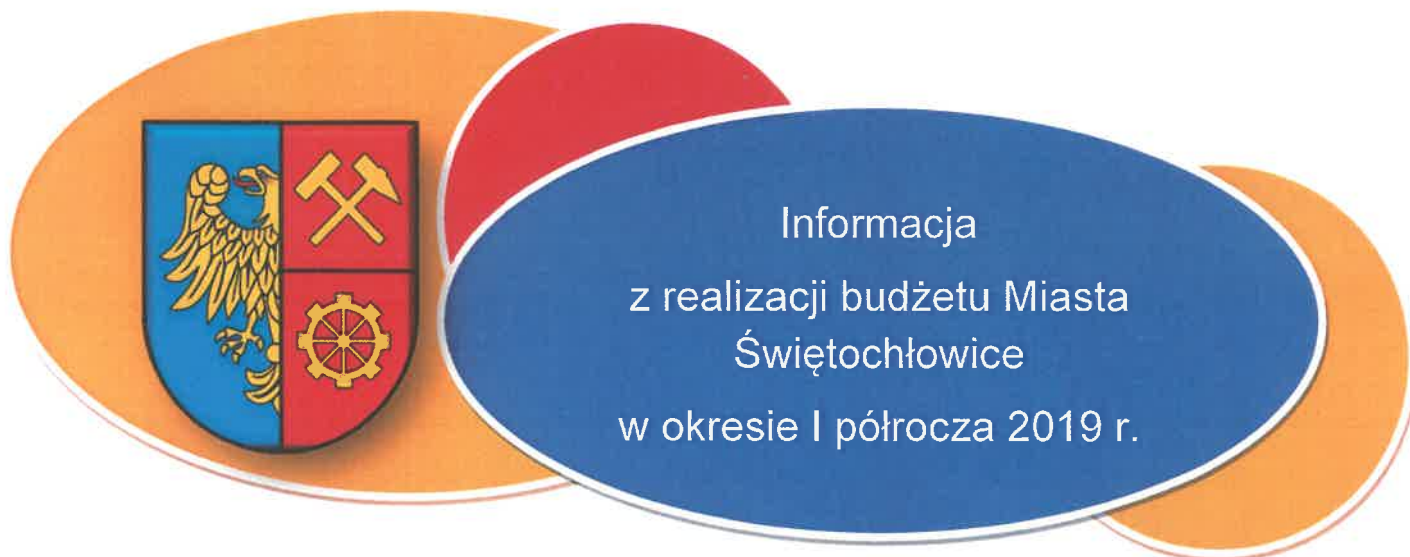 Informacja
z realizacji budżetu Miasta
Świętochłowice
w okresie I półrocza 2019 r.